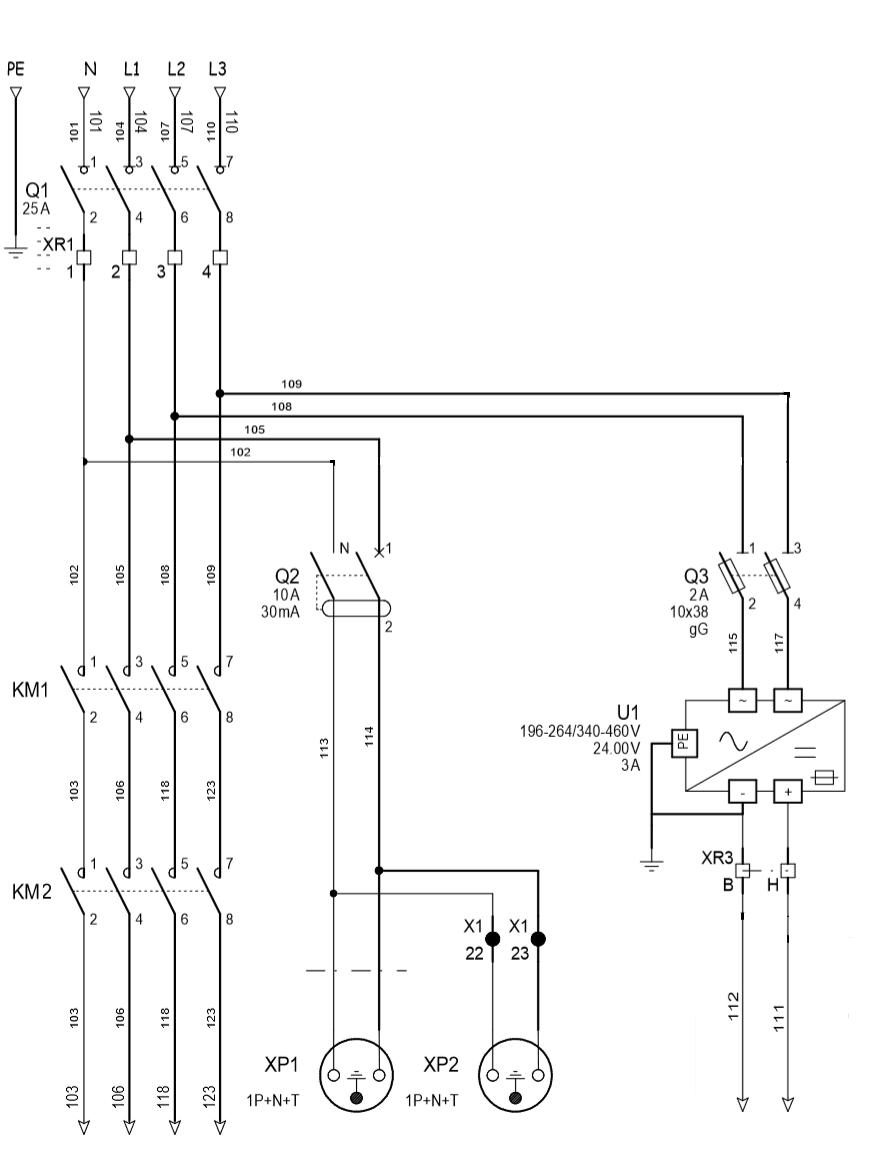 PE N L1 L2 L3
101 101 104 104 107 107 110 110
1 3 5 7
Q1
25A
2 4 6 8
XR1
1 2 3 4
109
108
105
102
102 105 108 109
N 1
Q2
10A
30mA
2
1 3
Q3
2A
10x38
gG
2 4
115 117
1 3 5 7
KM1
2 4 6 8
113 114
U1
196-264/340-460V
24.00V
3A
~ ~
PE
- +
103 106 118 123
1 3 5 7
KM2
2 4 6 8
XR3
B H
X1 X1
22 23
103 106 118 123
112 111
XP1
1P+N+T
XP2
1P+N+T
103 106 118 123